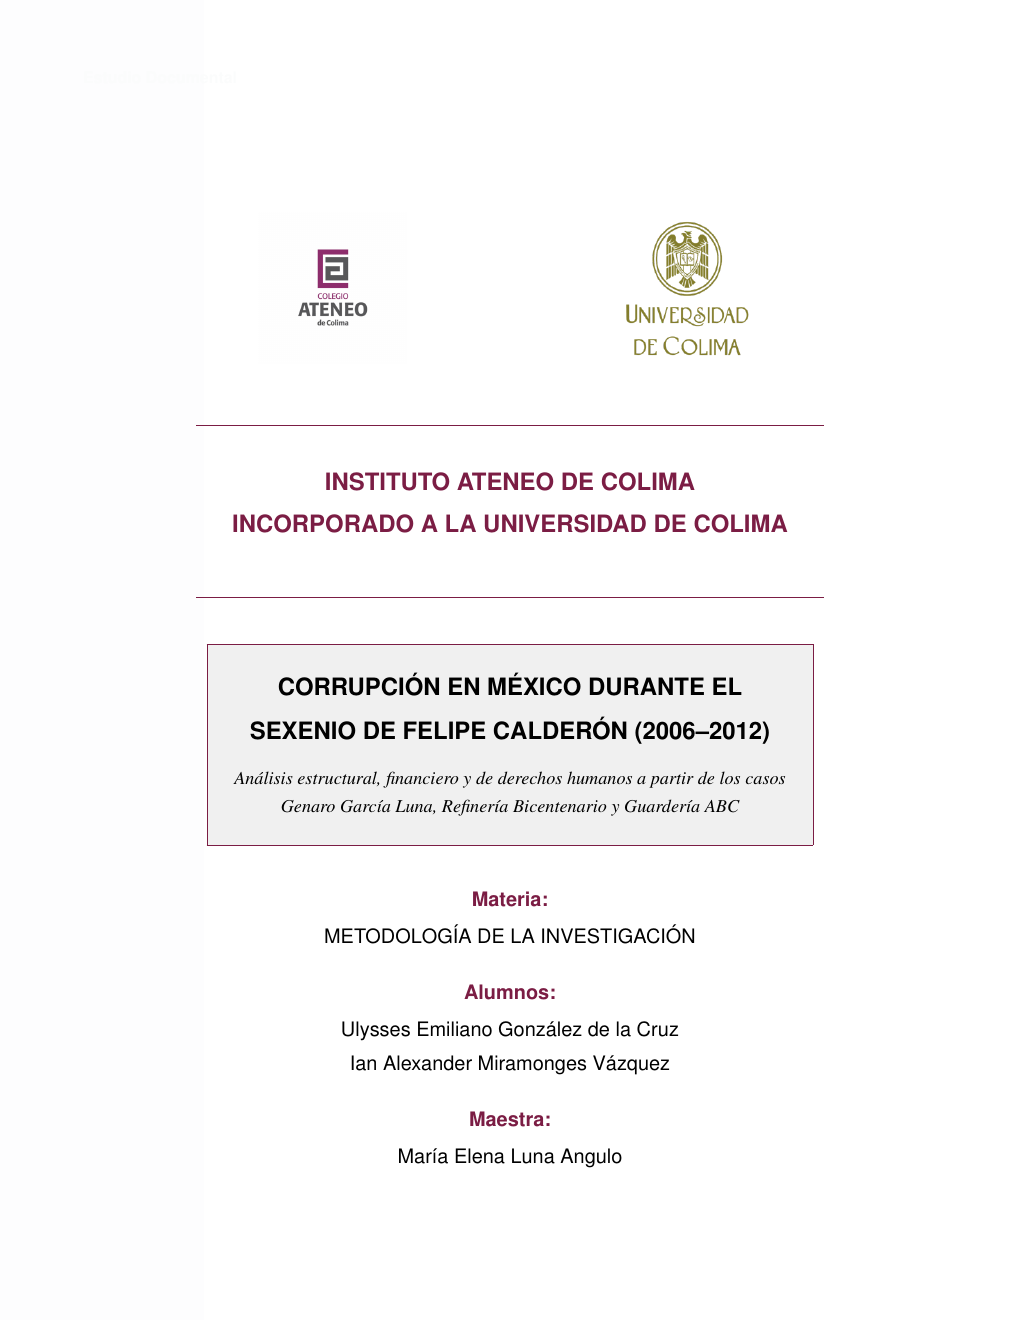 COLEGIO
ATENEO
de Colima
UNIVERSIDAD
DE COLIMA
INSTITUTO ATENEO DE COLIMA
INCORPORADO A LA UNIVERSIDAD DE COLIMA
CORRUPCIÓN EN MÉXICO DURANTE EL
SEXENIO DE FELIPE CALDERÓN (2006–2012)
Análisis estructural, financiero y de derechos humanos a partir de los casos
Genaro García Luna, Refinería Bicentenario y Guardería ABC
Materia:
METODOLOGÍA DE LA INVESTIGACIÓN
Alumnos:
Ulysses Emiliano González de la Cruz
Ian Alexander Miramonges Vázquez
Maestra:
María Elena Luna Angulo